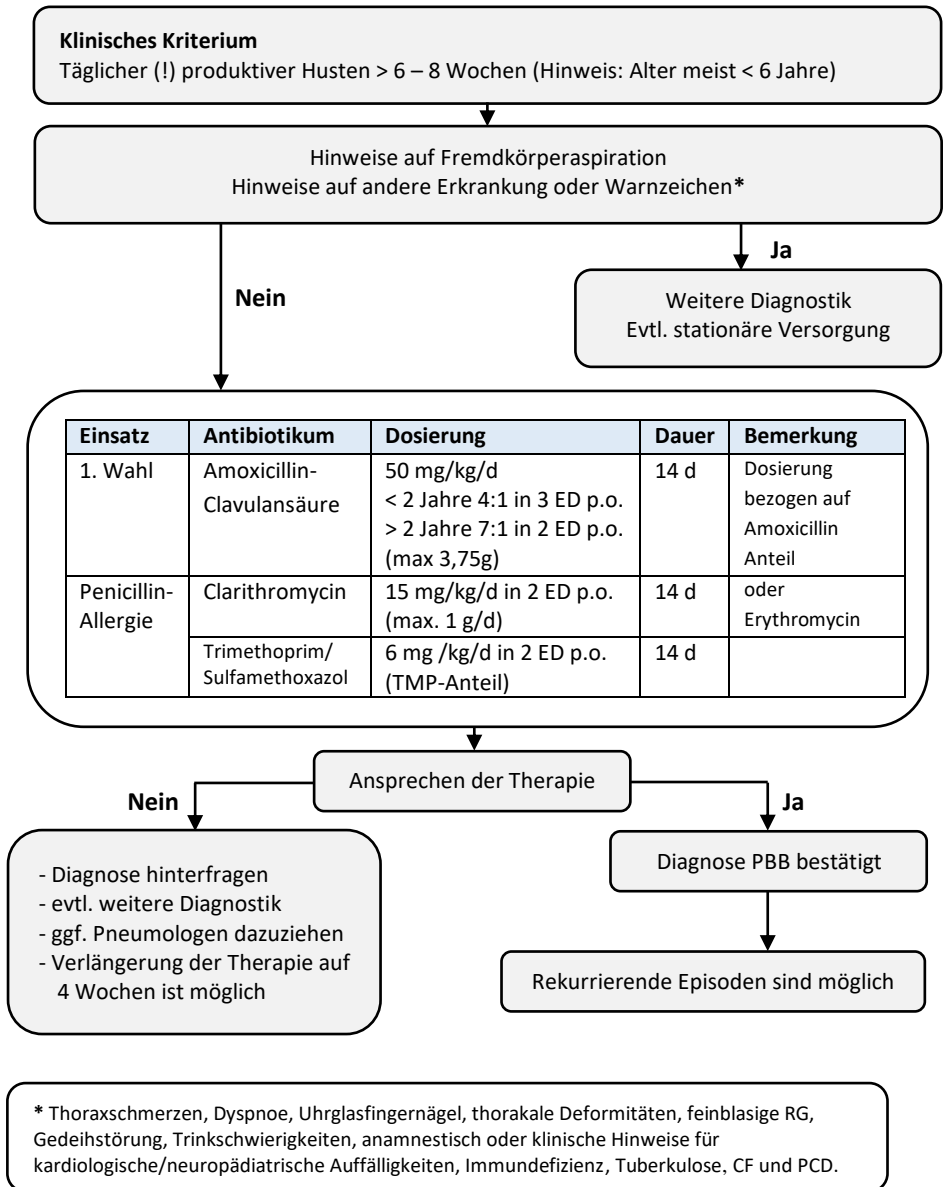 Klinisches Kriterium
Täglicher (!) produktiver Husten > 6 – 8 Wochen (Hinweis: Alter meist < 6 Jahre)
Hinweise auf Fremdkörperaspiration
Hinweise auf andere Erkrankung oder Warnzeichen*
Ja
Nein
Weitere Diagnostik
Evtl. stationäre Versorgung
Einsatz Antibiotikum Dosierung Dauer Bemerkung
1. Wahl Amoxicillin- 50 mg/kg/d 14 d Dosierung
Clavulansäure < 2 Jahre 4:1 in 3 ED p.o. bezogen auf
> 2 Jahre 7:1 in 2 ED p.o. Amoxicillin
(max 3,75g) Anteil
Penicillin- Clarithromycin 15 mg/kg/d in 2 ED p.o. 14 d oder
Allergie (max. 1 g/d) Erythromycin
Trimethoprim/ 6 mg /kg/d in 2 ED p.o. 14 d
Sulfamethoxazol (TMP-Anteil)
Ansprechen der Therapie
Nein
Ja
- Diagnose hinterfragen
- evtl. weitere Diagnostik
- ggf. Pneumologen dazuziehen
- Verlängerung der Therapie auf
4 Wochen ist möglich
Diagnose PBB bestätigt
Rekurrierende Episoden sind möglich
* Thoraxschmerzen, Dyspnoe, Uhrglasfingernägel, thorakale Deformitäten, feinblasige RG,
Gedeihstörung, Trinkschwierigkeiten, anamnestisch oder klinische Hinweise für
kardiologische/neuropädiatrische Auffälligkeiten, Immundefizienz, Tuberkulose, CF und PCD.